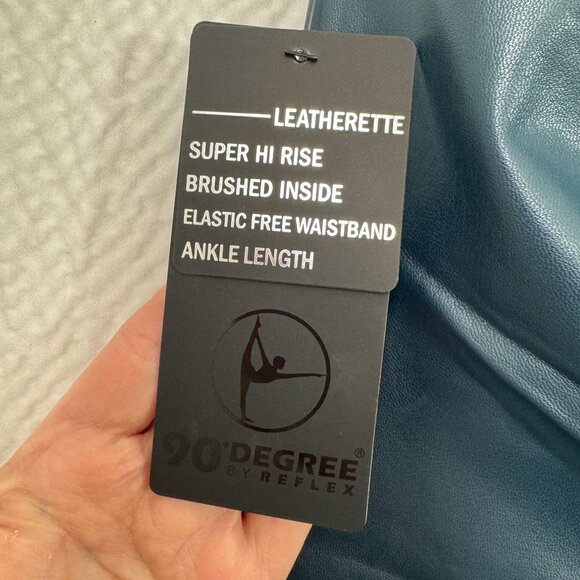 LEATHERETTE
SUPER HI RISE
BRUSHED INSIDE
ELASTIC FREE WAISTBAND
ANKLE LENGTH
90°DEGREE®
BY REFLEX